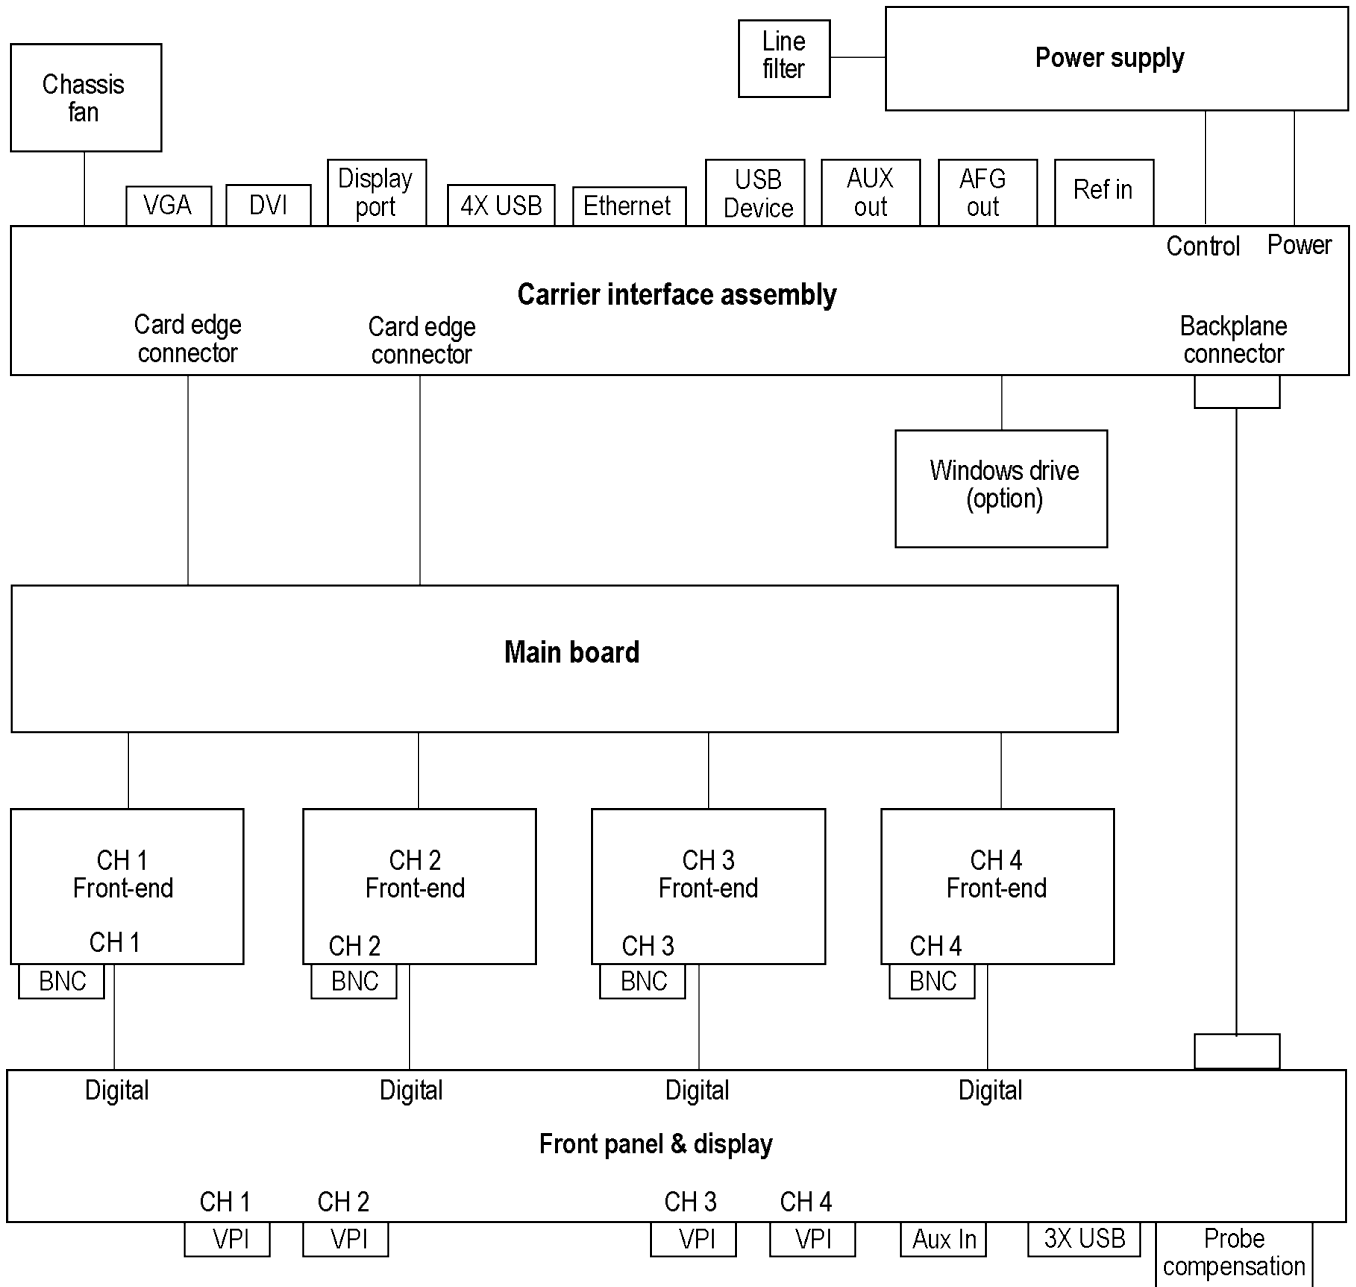 Line
filter
Power supply
Chassis
fan
VGA
DVI
Display
port
4X USB
Ethernet
USB
Device
AUX
out
AFG
out
Ref in
Control
Power
Carrier interface assembly
Card edge
connector
Card edge
connector
Backplane
connector
Windows drive
(option)
Main board
CH 1
Front-end
CH 1
BNC
CH 2
Front-end
CH 2
BNC
CH 3
Front-end
CH 3
BNC
CH 4
Front-end
CH 4
BNC
Digital
Digital
Digital
Digital
Front panel & display
CH 1
VPI
CH 2
VPI
CH 3
VPI
CH 4
VPI
Aux In
3X USB
Probe
compensation